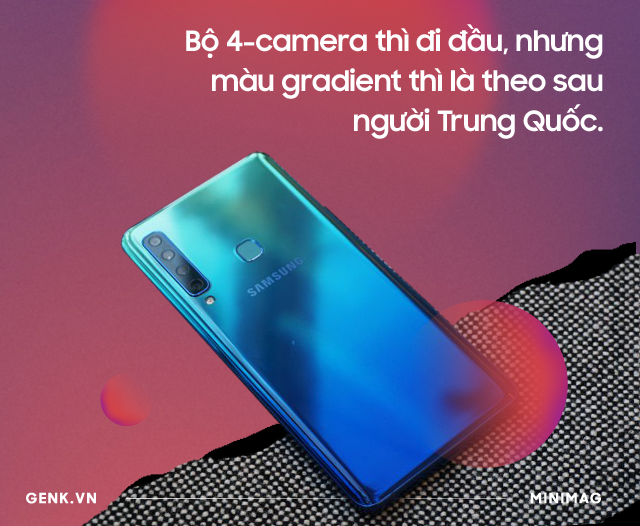 Bộ 4-camera thì đi đầu, nhưng
màu gradient thì là theo sau
người Trung Quốc.
SAMSUNG
GENK.VN
MINIMAG